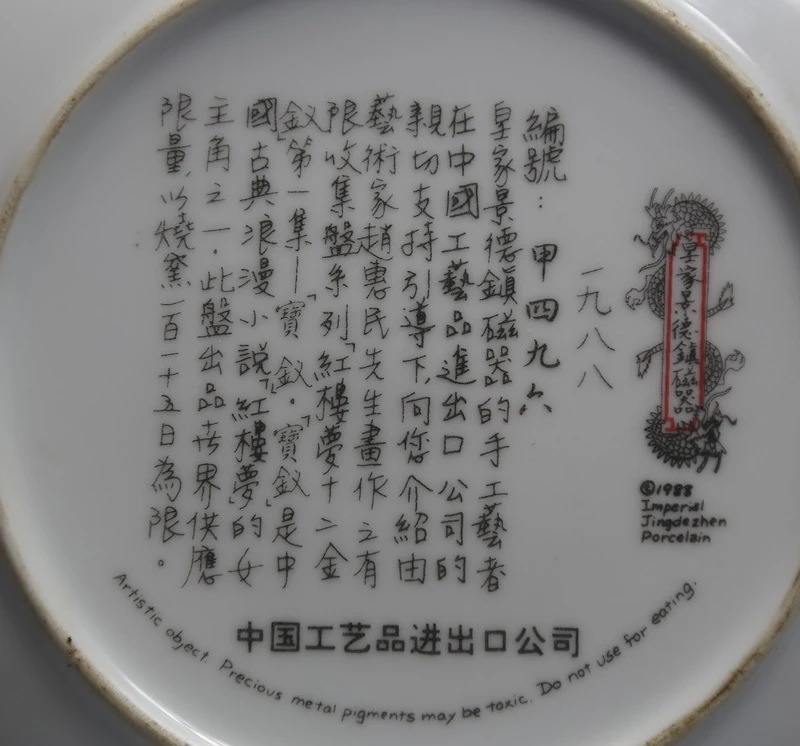 皇家景德鎮磁器
©1988
Imperial
Jingdezhen
Porcelain
一九八八
編號：甲四九六
皇家景德鎮磁器的手工藝者
在中國工藝品進出口公司的
親切支持引導下,向您介紹由
藝術家趙惠民先生畫作之有
限收集盤系列「紅樓夢十二金
釵」第一集—「寶釵。「寶釵」是中
國古典浪漫小說「紅樓夢」的女
主角之一.此盤出品世界供應
限量,以燒窯一百一十五日為限。
中国工艺品进出口公司
Artistic object. Precious metal pigments may be toxic. Do not use for eating.